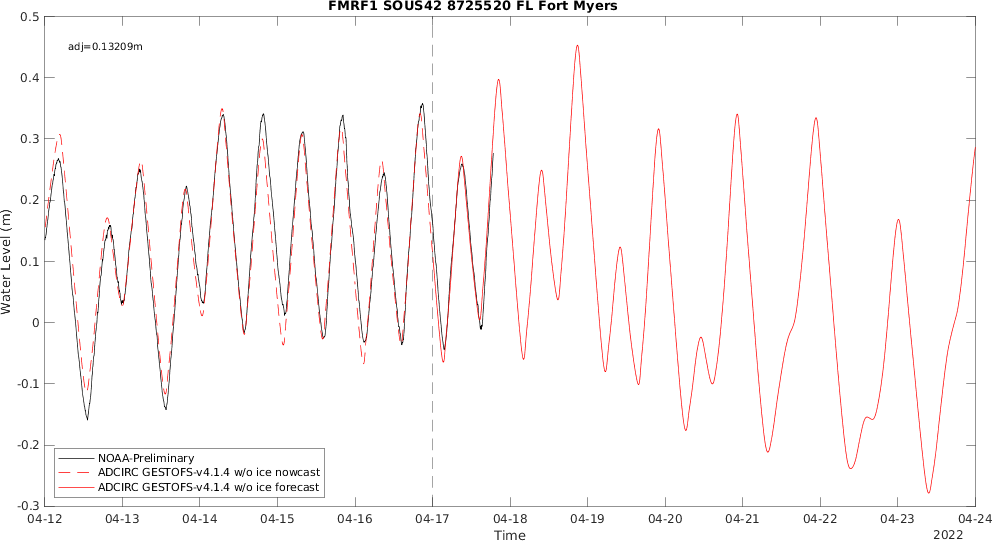 FMRF1 SOUS42 8725520 FL Fort Myers
adj=0.13209m
0.5
0.4
0.3
0.2
0.1
0
-0.1
-0.2
-0.3
Water Level (m)
NOAA-Preliminary
ADCIRC GESTOFS-v4.1.4 w/o ice nowcast
ADCIRC GESTOFS-v4.1.4 w/o ice forecast
04-12 04-13 04-14 04-15 04-16 04-17 04-18 04-19 04-20 04-21 04-22 04-23 04-24
Time
2022